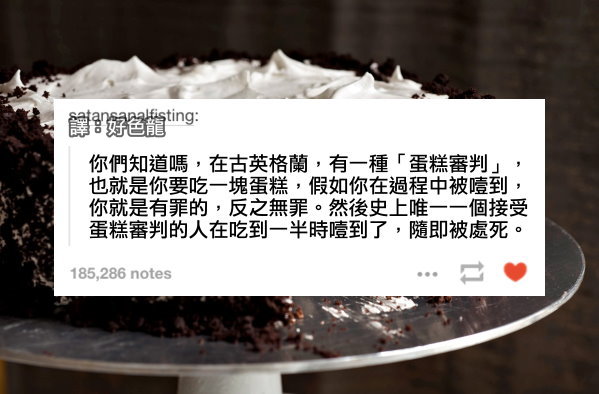 satansanalfisting:
譯：好色龍
你們知道嗎，在古英格蘭，有一種「蛋糕審判」，
也就是你要吃一塊蛋糕，假如你在過程中被噎到，
你就是有罪的，反之無罪。然後史上唯一一個接受
蛋糕審判的人在吃到一半時噎到了，隨即被處死。
185,286 notes